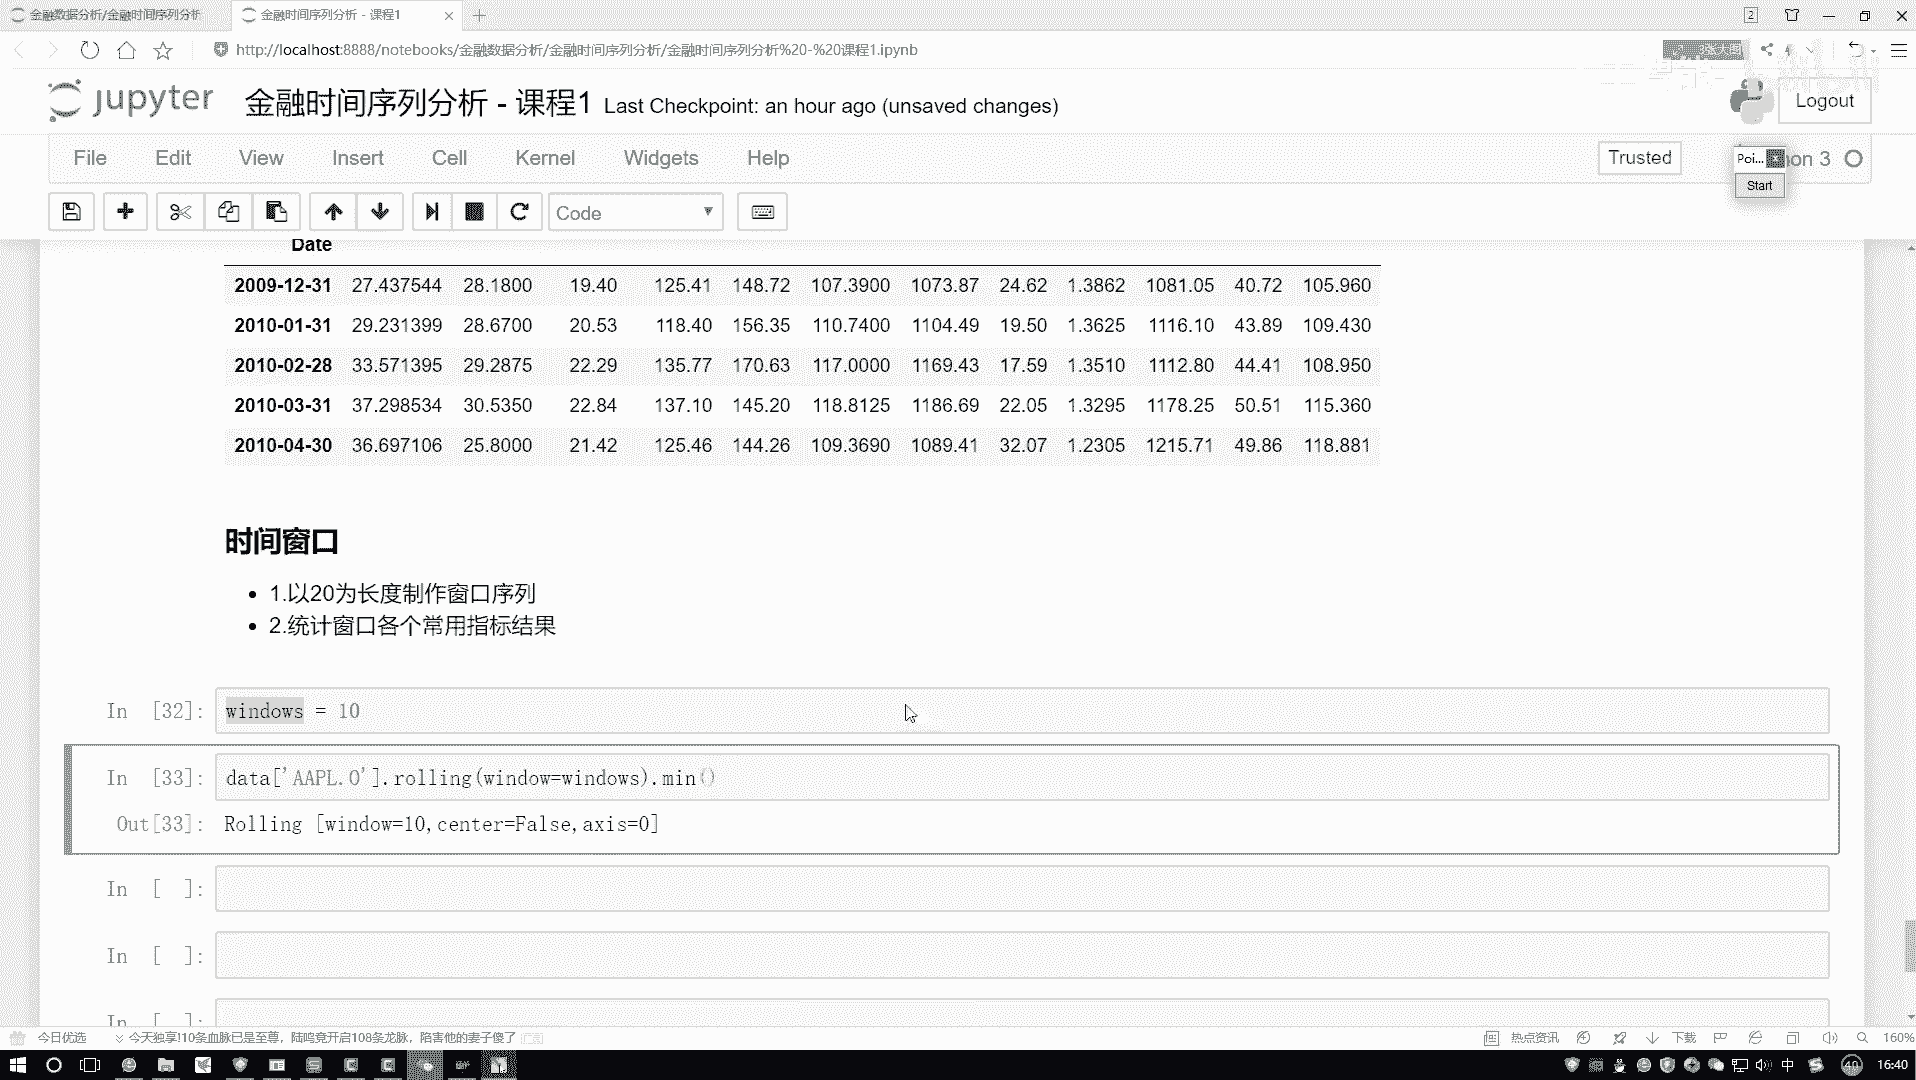 金融数据分析/金融时间序列分析
金融时间序列分析 - 课程1
2
http://localhost:8888/notebooks/金融数据分析/金融时间序列分析/金融时间序列分析%20-%20课程1.ipynb
jupyter 金融时间序列分析 - 课程1 Last Checkpoint: an hour ago (unsaved changes)
Logout
File Edit View Insert Cell Kernel Widgets Help
Trusted
Poi...
on 3
Start
Code
Date
2009-12-31 27.437544 28.1800 19.40 125.41 148.72 107.3900 1073.87 24.62 1.3862 1081.05 40.72 105.960
2010-01-31 29.231399 28.6700 20.53 118.40 156.35 110.7400 1104.49 19.50 1.3625 1116.10 43.89 109.430
2010-02-28 33.571395 29.2875 22.29 135.77 170.63 117.0000 1169.43 17.59 1.3510 1112.80 44.41 108.950
2010-03-31 37.298534 30.5350 22.84 137.10 145.20 118.8125 1186.69 22.05 1.3295 1178.25 50.51 115.360
2010-04-30 36.697106 25.8000 21.42 125.46 144.26 109.3690 1089.41 32.07 1.2305 1215.71 49.86 118.881
时间窗口
1.以20为长度制作窗口序列
2.统计窗口各个常用指标结果
In [32]: windows = 10
In [33]: data['AAPL.O'].rolling(window=windows).min()
Out[33]: Rolling [window=10,center=False,axis=0]
In [ ]:
In [ ]:
In [ ]:
今日优选
今天独享!10条血脉已是至尊，陆鸣竟开启108条龙脉，陷害他的妻子傻了
热点资讯
下载
160%
中
40
16:40